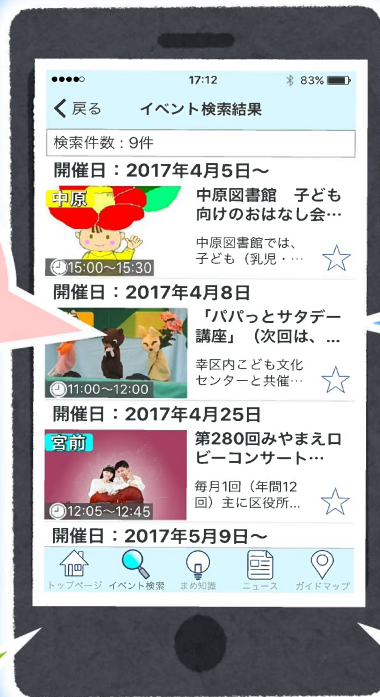 17:12
83%
戻る
イベント検索結果
検索件数：9件
開催日：2017年4月5日～
中原
15:00～15:30
中原図書館　子ども
向けのおはなし会…
中原図書館では、
子ども（乳児・…
開催日：2017年4月8日
11:00～12:00
「パパっとサタデー
講座」（次回は、…
幸区内こども文化
センターと共催…
開催日：2017年4月25日
宮前
12:05～12:45
第280回みやまえロ
ビーコンサート…
毎月1回（年間12
回）主に区役所…
開催日：2017年5月9日～
トップページ
イベント検索
まめ知識
ニュース
ガイドマップ